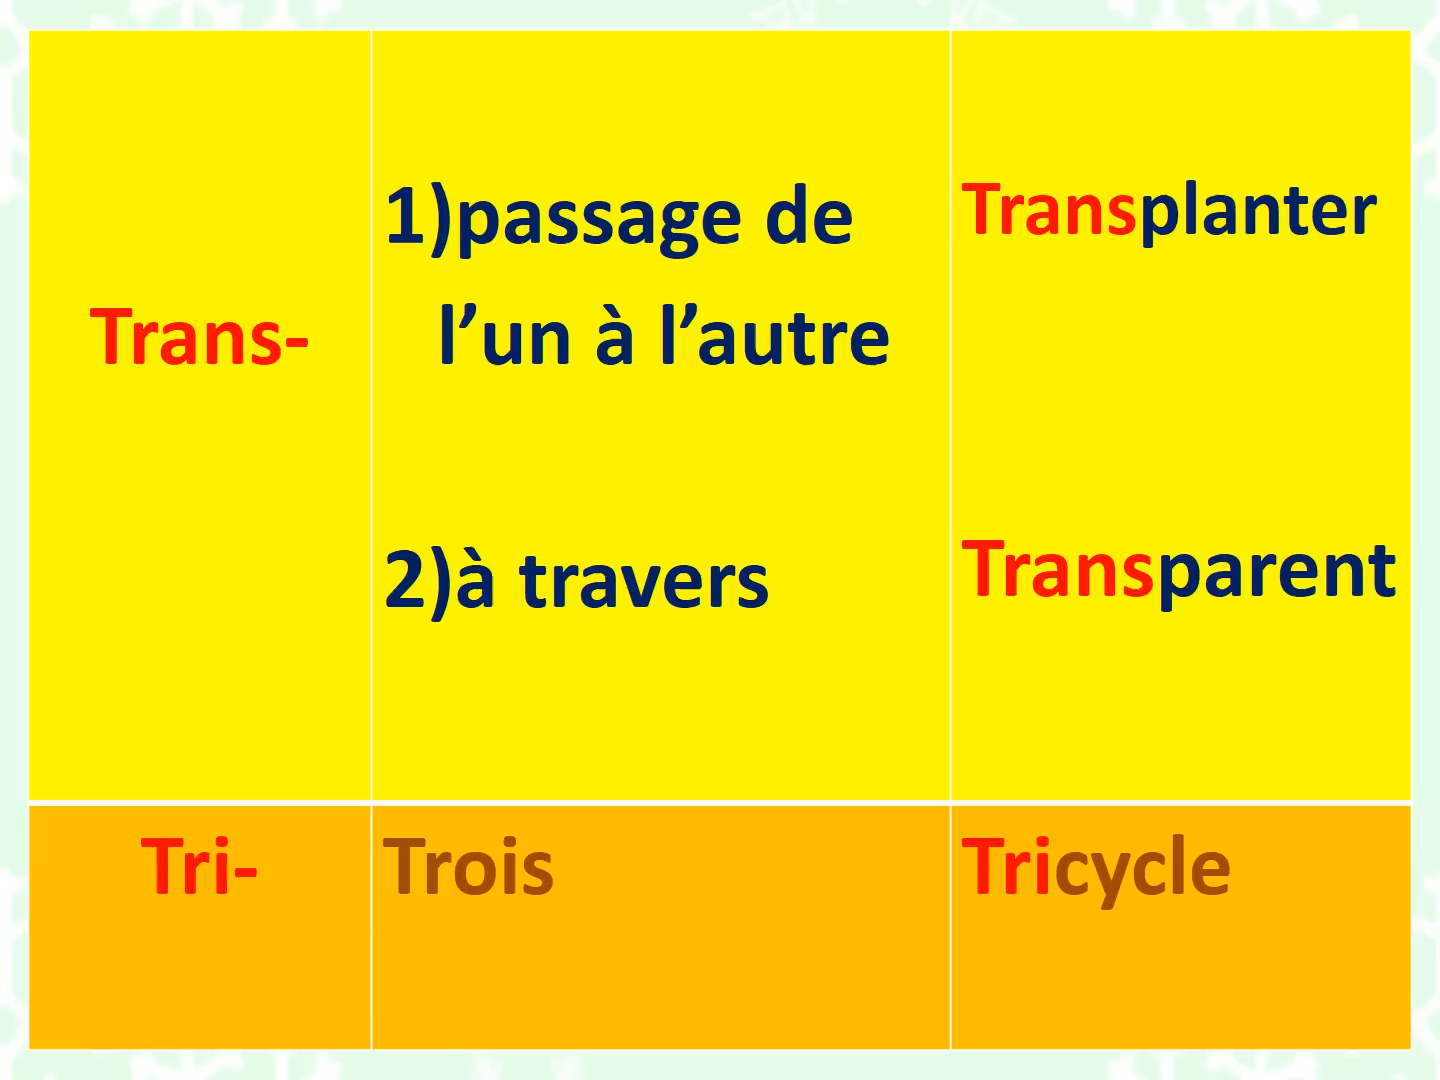 Trans-
1)passage de
l’un à l’autre
2)à travers
Transplanter
Transparent
Tri-
Trois
Tricycle